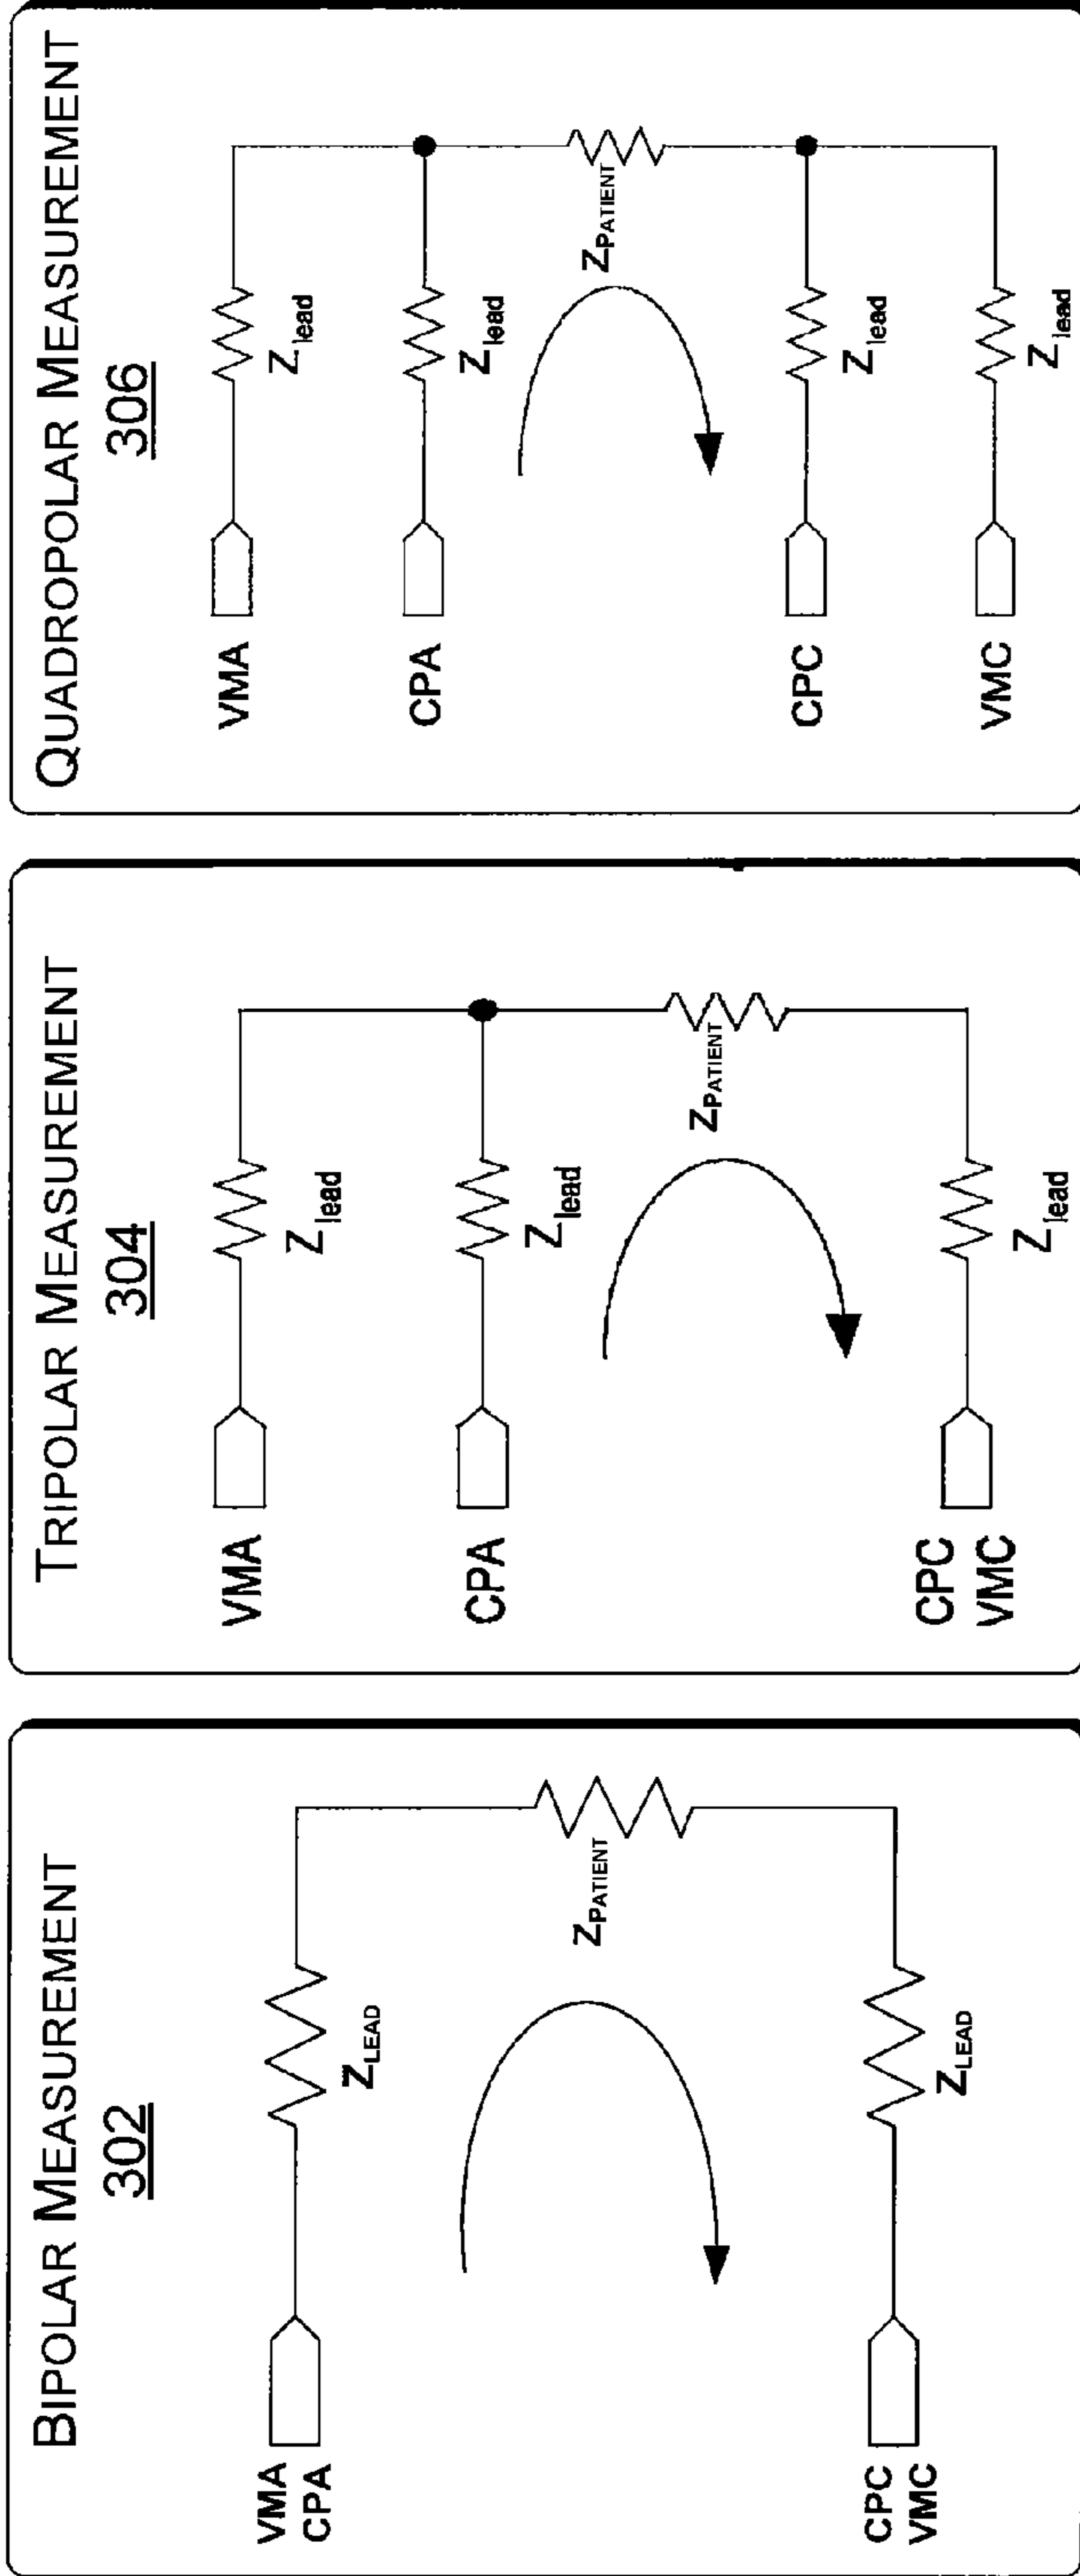 BIPOLAR MEASUREMENT
302
VMA
CPA
ZLEAD
ZPATIENT
ZLEAD
CPC
VMC
TRIPOLAR MEASUREMENT
304
VMA
Zlead
CPA
Zlead
ZPATIENT
Zlead
CPC
VMC
QUADROPOLAR MEASUREMENT
306
VMA
Zlead
CPA
Zlead
ZPATIENT
CPC
Zlead
VMC
Zlead